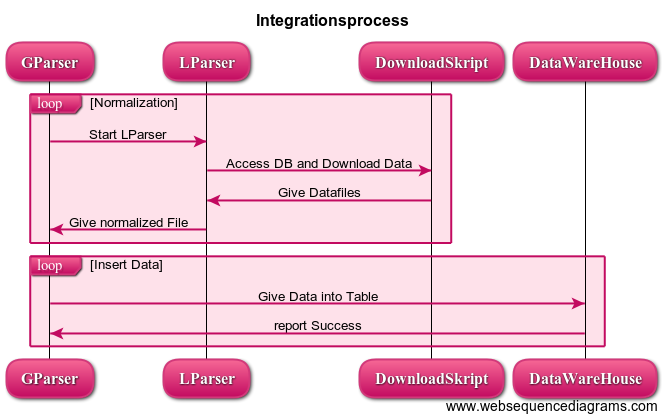 Integrationsprocess
GParser LParser DownloadSkript DataWareHouse
loop [Normalization]
Start LParser
Access DB and Download Data
Give Datafiles
Give normalized File
loop [Insert Data]
Give Data into Table
report Success
GParser LParser DownloadSkript DataWareHouse
www.websequencediagrams.com